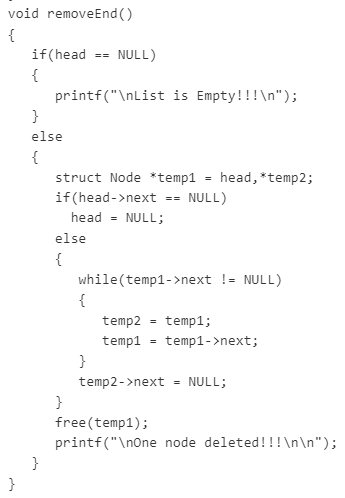 void removeEnd()
{
   if(head == NULL)
   {
      printf("\nList is Empty!!!\n");
   }
   else
   {
      struct Node *temp1 = head,*temp2;
      if(head->next == NULL)
        head = NULL;
      else
      {
         while(temp1->next != NULL)
         {
            temp2 = temp1;
            temp1 = temp1->next;
         }
         temp2->next = NULL;
      }
      free(temp1);
      printf("\nOne node deleted!!!\n\n");
   }
}